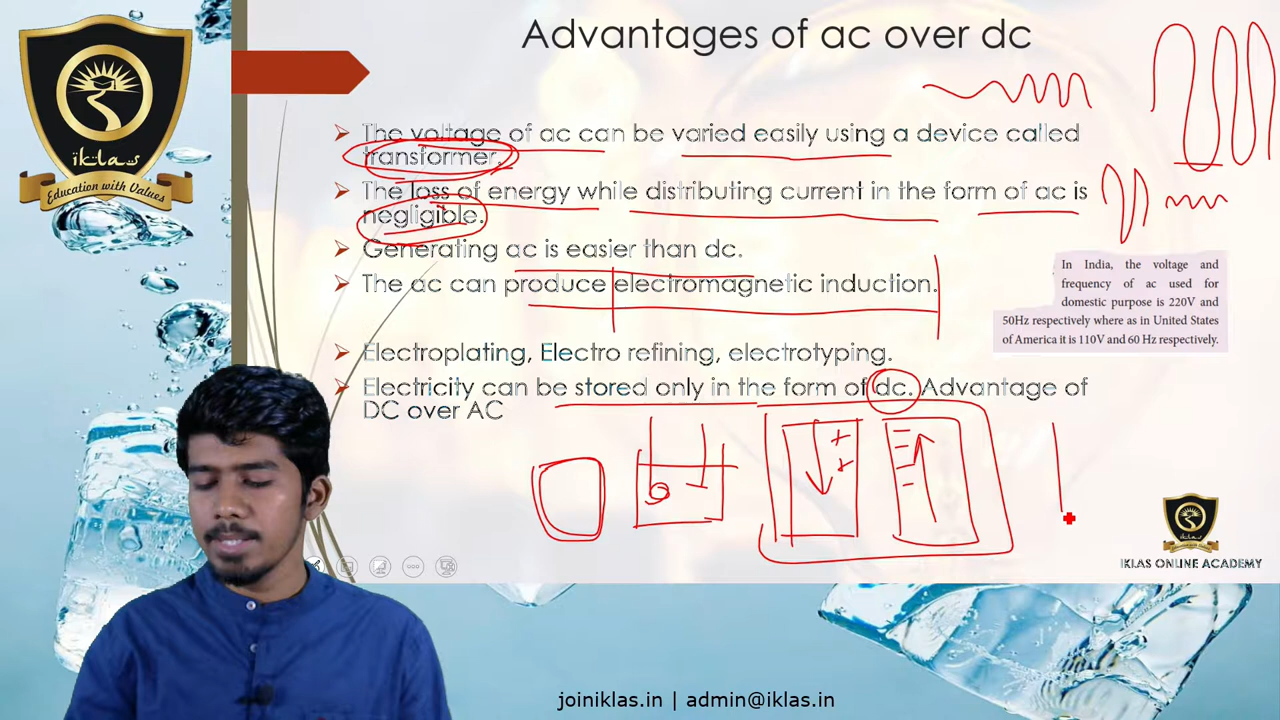 Advantages of ac over dc
iklas
Education with Values
The voltage of ac can be varied easily using a device called
transformer.
The loss of energy while distributing current in the form of ac is
negligible.
Generating ac is easier than dc.
The ac can produce electromagnetic induction.
In India, the voltage and
frequency of ac used for
domestic purpose is 220V and
50Hz respectively where as in United States
of America it is 110V and 60 Hz respectively.
Electroplating, Electro refining, electrotyping.
Electricity can be stored only in the form of dc. Advantage of
DC over AC
IKLAS ONLINE ACADEMY
joiniklas.in | admin@iklas.in